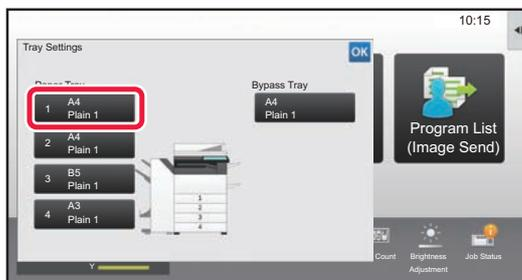 10:15
Tray Settings
OK
Paper Tray
Bypass Tray
1 A4
Plain 1
2 A4
Plain 1
3 B5
Plain 1
4 A3
Plain 1
A4
Plain 1
1
2
3
4
Program List
(Image Send)
Count
Brightness
Adjustment
Job Status
Y